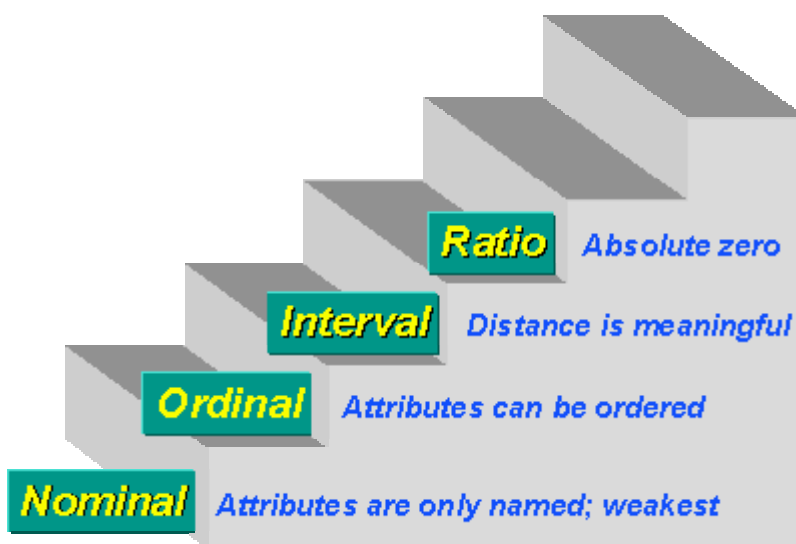 Ratio Absolute zero
Interval Distance is meaningful
Ordinal Attributes can be ordered
Nominal Attributes are only named; weakest